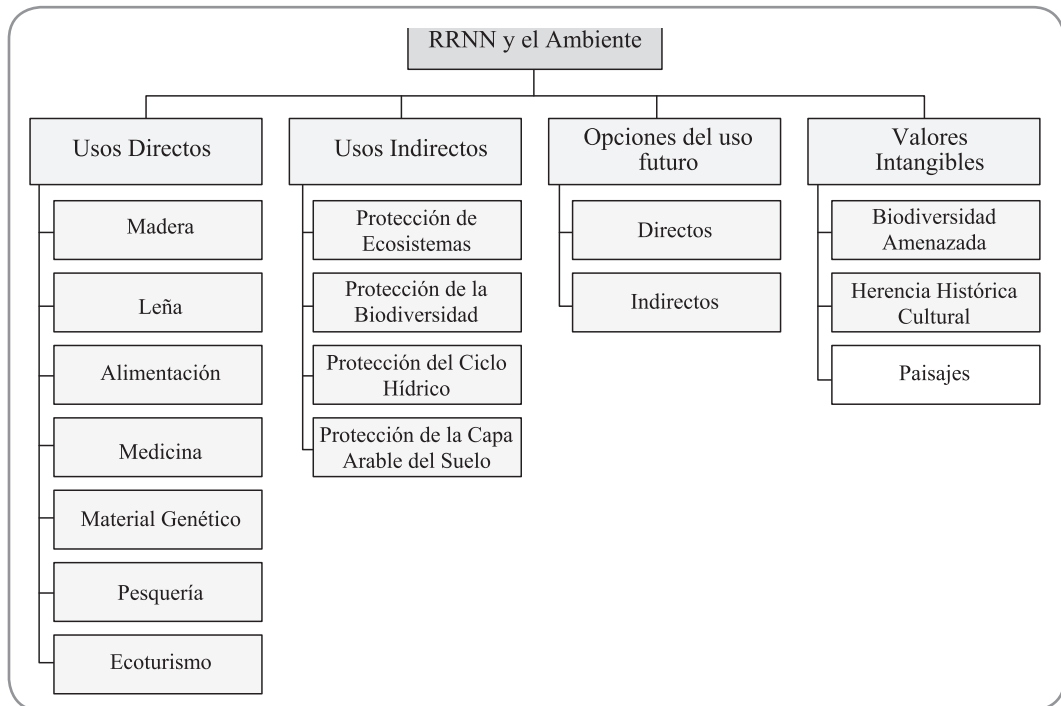 RRNN y el Ambiente
Usos Directos
Madera
Leña
Alimentación
Medicina
Material Genético
Pesquería
Ecoturismo
Usos Indirectos
Protección de
Ecosistemas
Protección de la
Biodiversidad
Protección del Ciclo
Hídrico
Protección de la Capa
Arable del Suelo
Opciones del uso
futuro
Directos
Indirectos
Valores
Intangibles
Biodiversidad
Amenazada
Herencia Histórica
Cultural
Paisajes